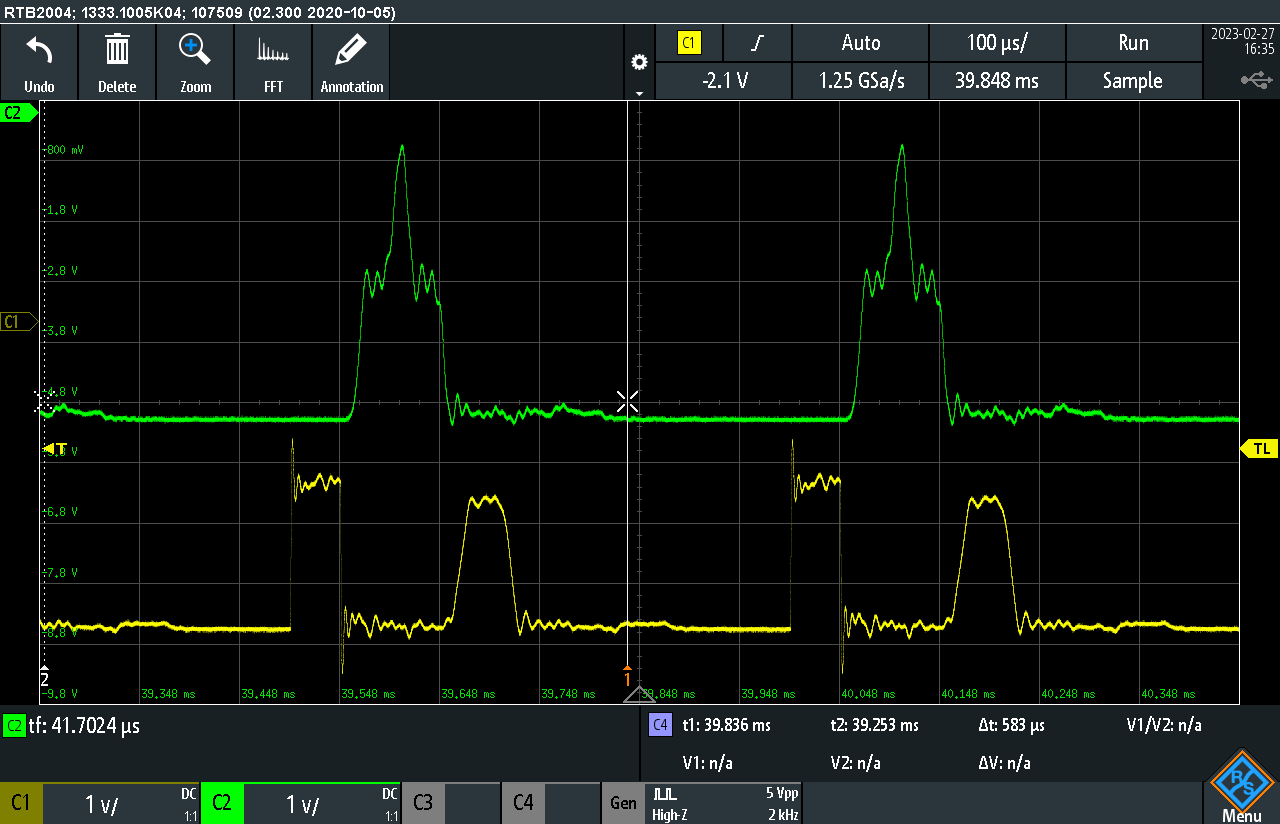 RTB2004; 1333.1005K04; 107509 (02.300 2020-10-05)
Undo
Delete
Zoom
FFT
Annotation
C1
Auto
100 µs/
Run
-2.1 V
1.25 GSa/s
39.848 ms
Sample
2023-02-27
16:35
C2
-800 mV
-1.8 V
-2.8 V
C1
-3.8 V
-4.8 V
T
TL
-6.8 V
-7.8 V
-8.8 V
2
1
-9.8 V
39,348 ms
39,448 ms
39,548 ms
39,648 ms
39,748 ms
39,848 ms
39,948 ms
40,048 ms
40,148 ms
40,248 ms
40,348 ms
C2 tf: 41.7024 µs
C4 t1: 39.836 ms t2: 39.253 ms Δt: 583 µs V1/V2: n/a
V1: n/a V2: n/a ΔV: n/a
C1 1 V/ DC 1:1
C2 1 V/ DC 1:1
C3
C4
Gen
5 Vpp
High-Z 2 kHz
R S
Menu